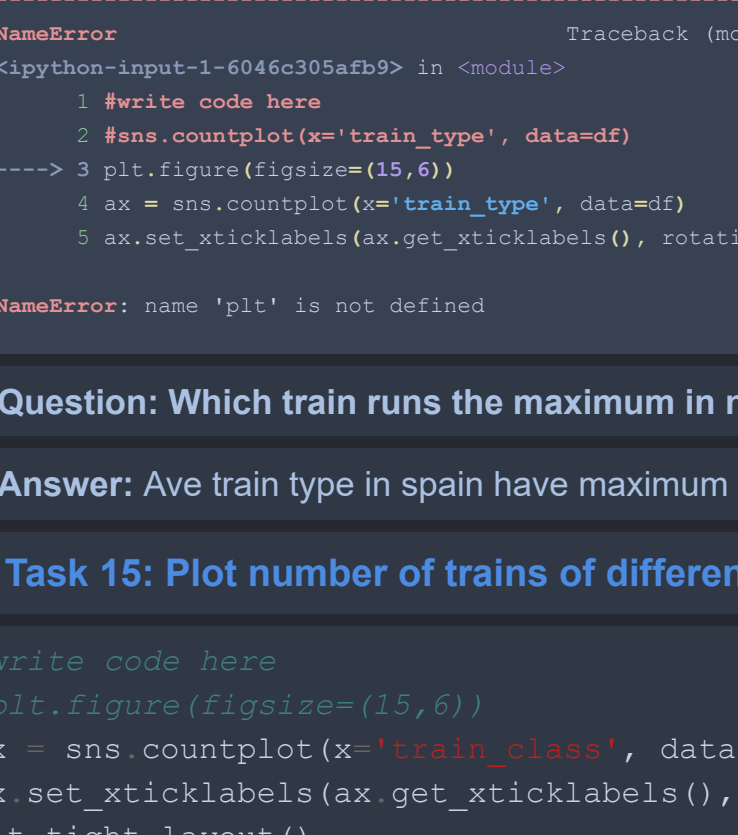 NameError Traceback (mo
<ipython-input-1-6046c305afb9> in <module>
1 #write code here
2 #sns.countplot(x='train_type', data=df)
----> 3 plt.figure(figsize=(15,6))
4 ax = sns.countplot(x='train_type', data=df)
5 ax.set_xticklabels(ax.get_xticklabels(), rotati
NameError: name 'plt' is not defined
Question: Which train runs the maximum in
Answer: Ave train type in spain have maximum
Task 15: Plot number of trains of differen
write code here
plt.figure(figsize=(15,6))
x = sns.countplot(x='train_class', data
x.set_xticklabels(ax.get_xticklabels(),
lt.tight_layout()